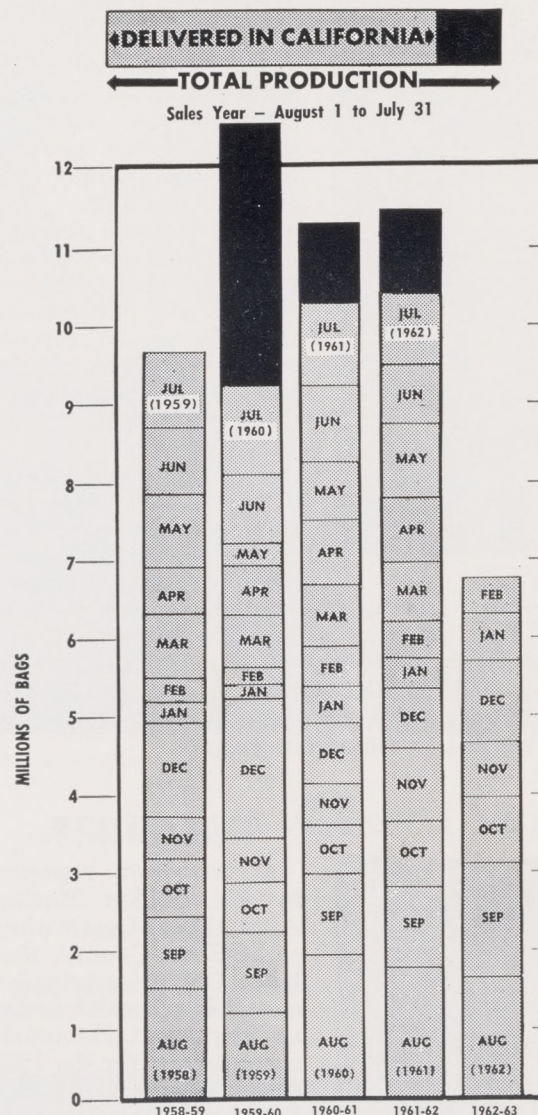 DELIVERED IN CALIFORNIA
TOTAL PRODUCTION
Sales Year – August 1 to July 31
MILLIONS OF BAGS
12
11
10
9
8
7
6
5
4
3
2
1
0
JUL
(1959)
JUN
MAY
APR
MAR
FEB
JAN
DEC
NOV
OCT
SEP
AUG
(1958)
1958-59
JUL
(1960)
JUN
MAY
APR
MAR
FEB
JAN
DEC
NOV
OCT
SEP
AUG
(1959)
1959-60
JUL
(1961)
JUN
MAY
APR
MAR
FEB
JAN
DEC
NOV
OCT
SEP
AUG
(1960)
1960-61
JUL
(1962)
JUN
MAY
APR
MAR
FEB
JAN
DEC
NOV
OCT
SEP
AUG
(1961)
1961-62
FEB
JAN
DEC
NOV
OCT
SEP
AUG
(1962)
1962-63